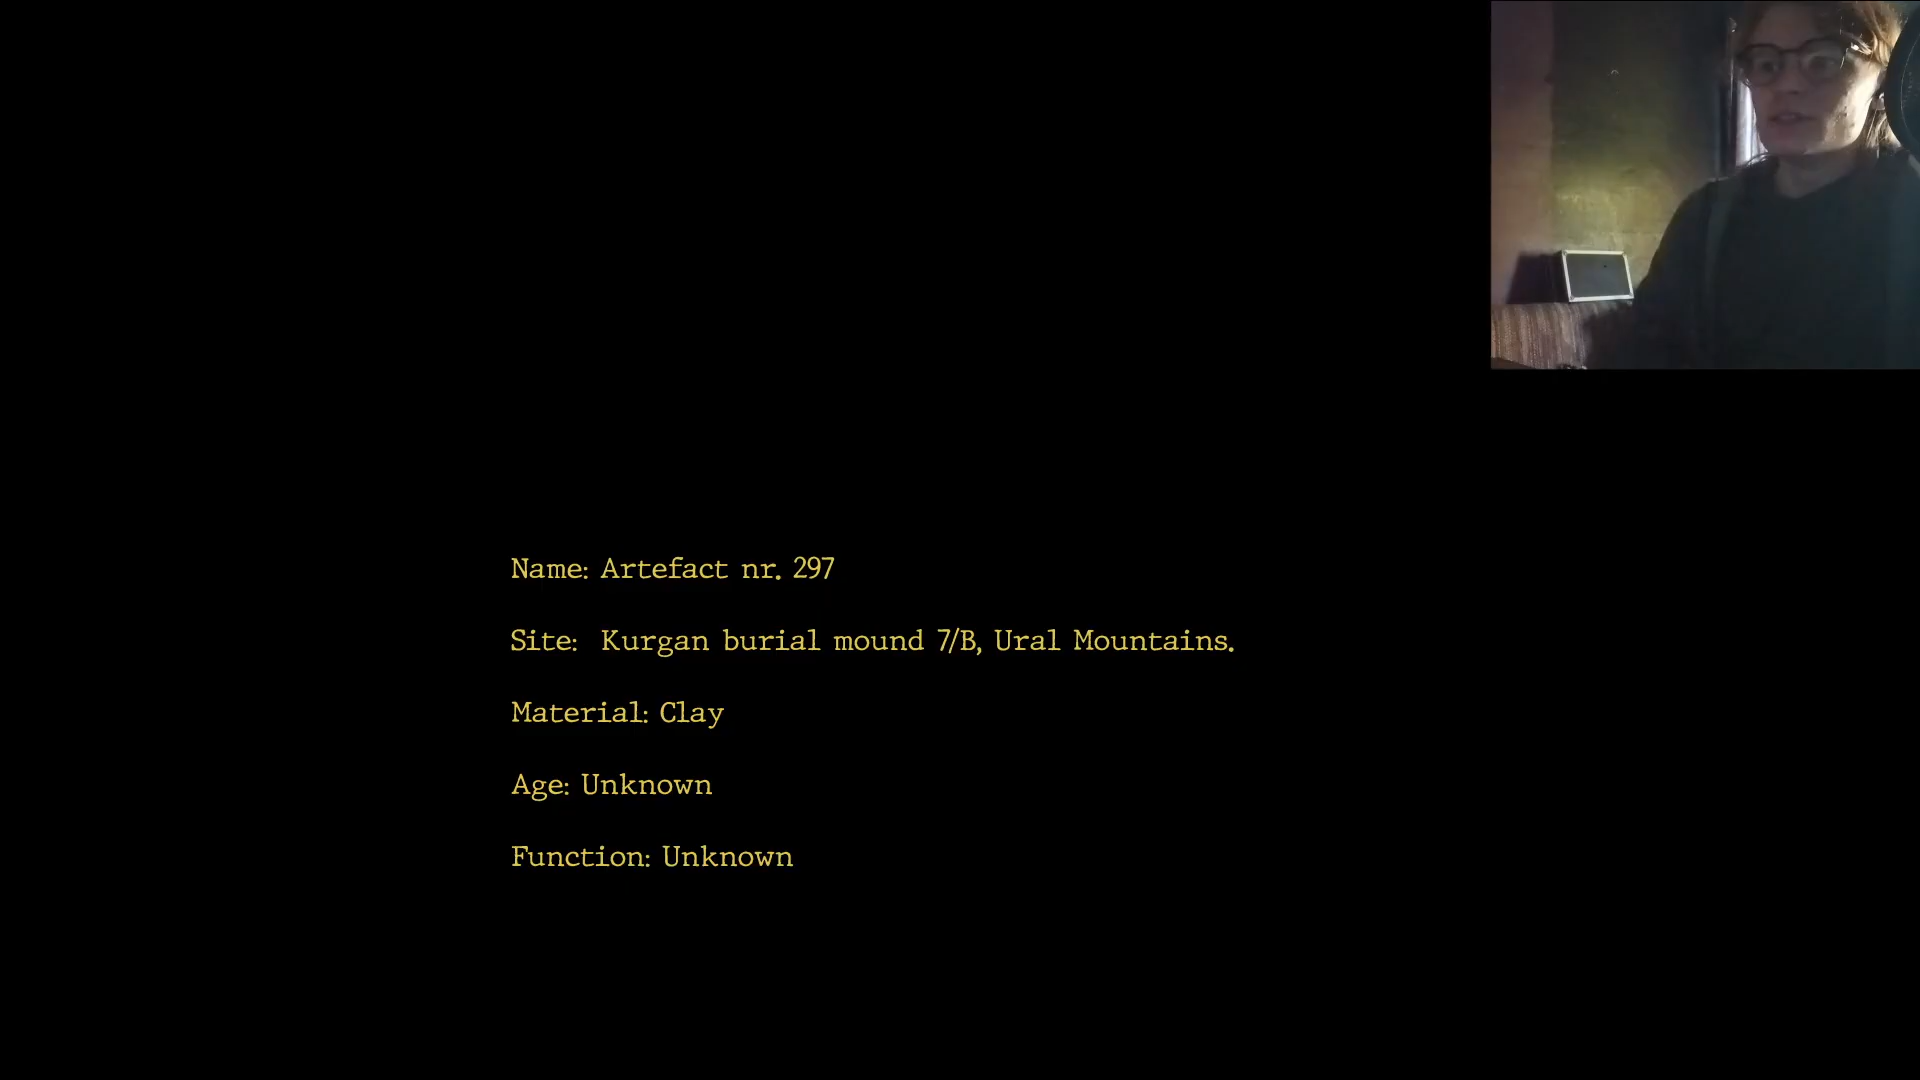 Name: Artefact nr. 297
Site: Kurgan burial mound 7/B, Ural Mountains.
Material: Clay
Age: Unknown
Function: Unknown